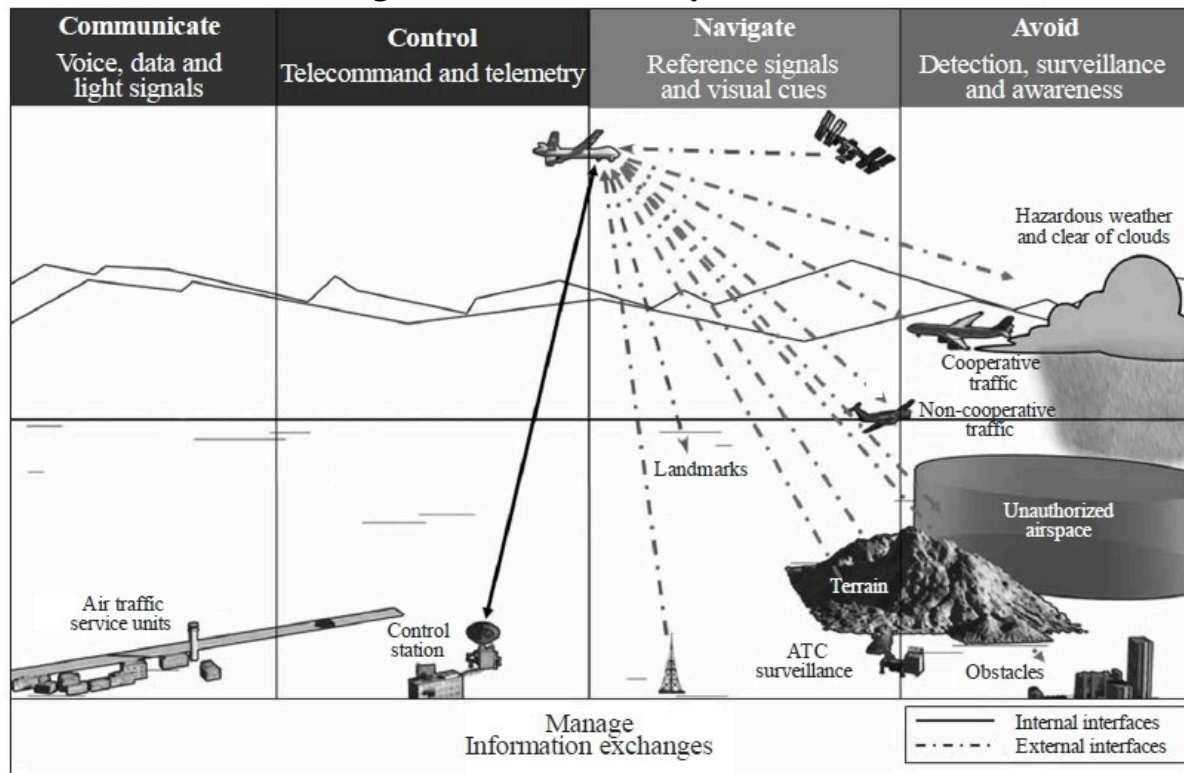 Communicate
Voice, data and
light signals
Control
Telecommand and telemetry
Navigate
Reference signals
and visual cues
Avoid
Detection, surveillance
and awareness
Hazardous weather
and clear of clouds
Cooperative
traffic
Non-cooperative
traffic
Landmarks
Unauthorized
airspace
Terrain
Air traffic
service units
Control
station
ATC
surveillance
Obstacles
Manage
Information exchanges
Internal interfaces
External interfaces